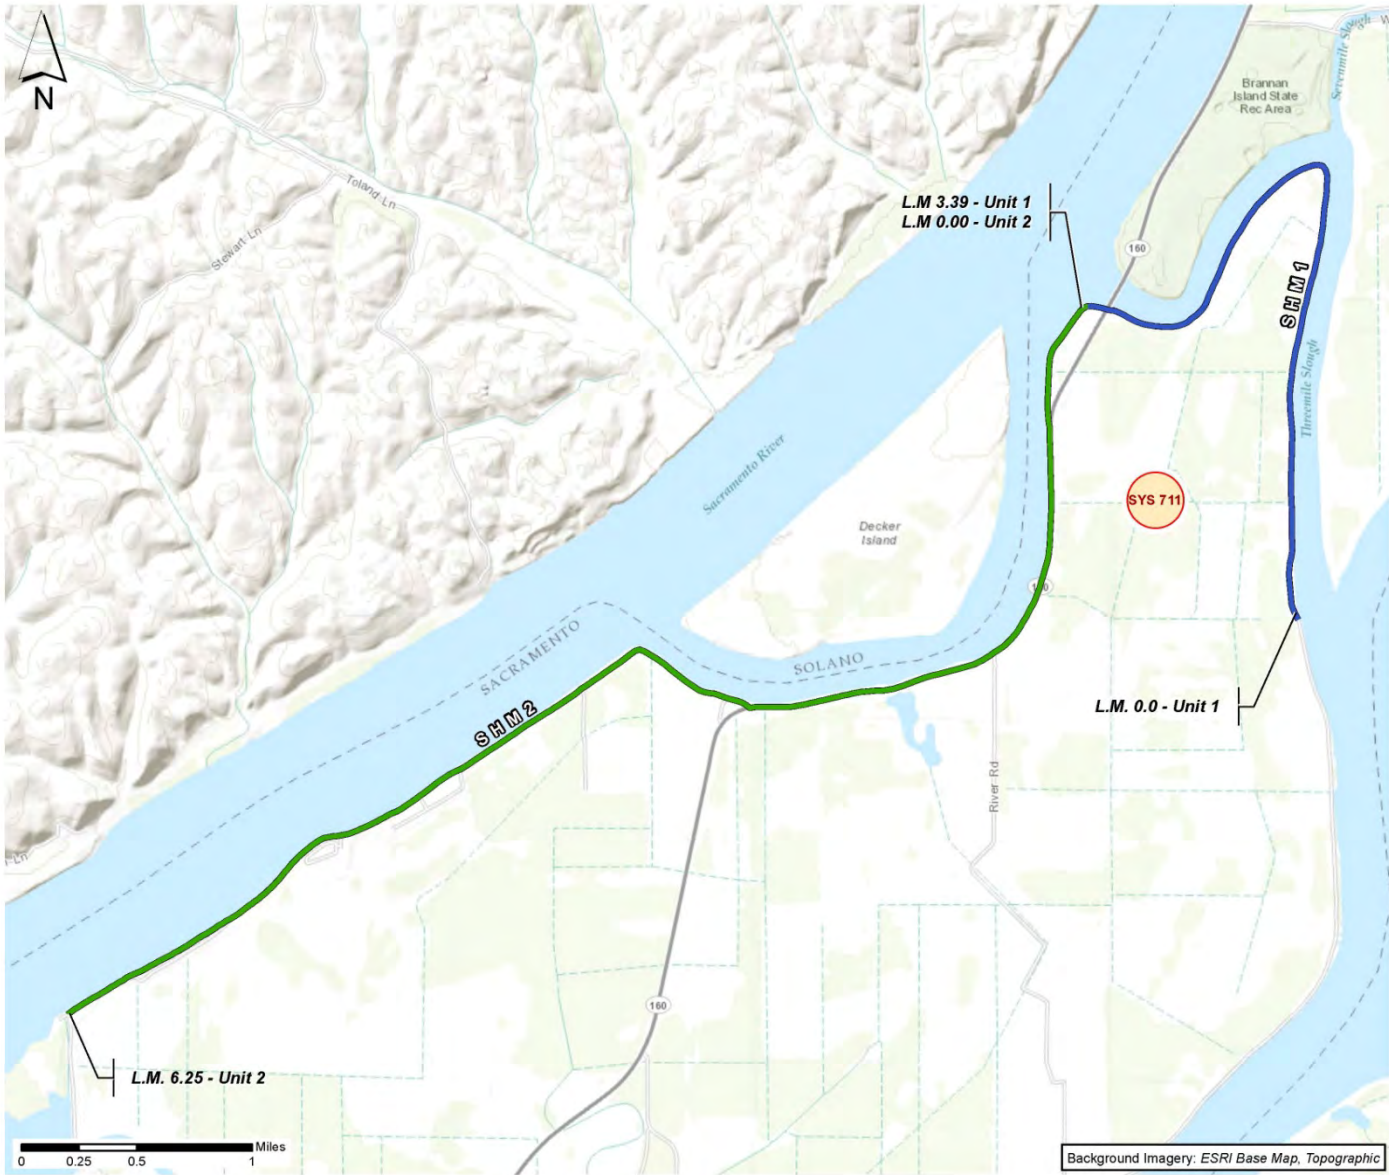 N
Sevenmile Slough
W
Brannan
Island State
Rec Area
Toland Ln
Stewart Ln
L.M 3.39 - Unit 1
L.M 0.00 - Unit 2
160
SHM 1
Threemile Slough
Sacramento River
SYS 711
Decker
Island
SACRAMENTO
SOLANO
SHM 2
L.M. 0.0 - Unit 1
River Rd
Ln
160
L.M. 6.25 - Unit 2
Miles
0 0.25 0.5 1
Background Imagery: ESRI Base Map, Topographic